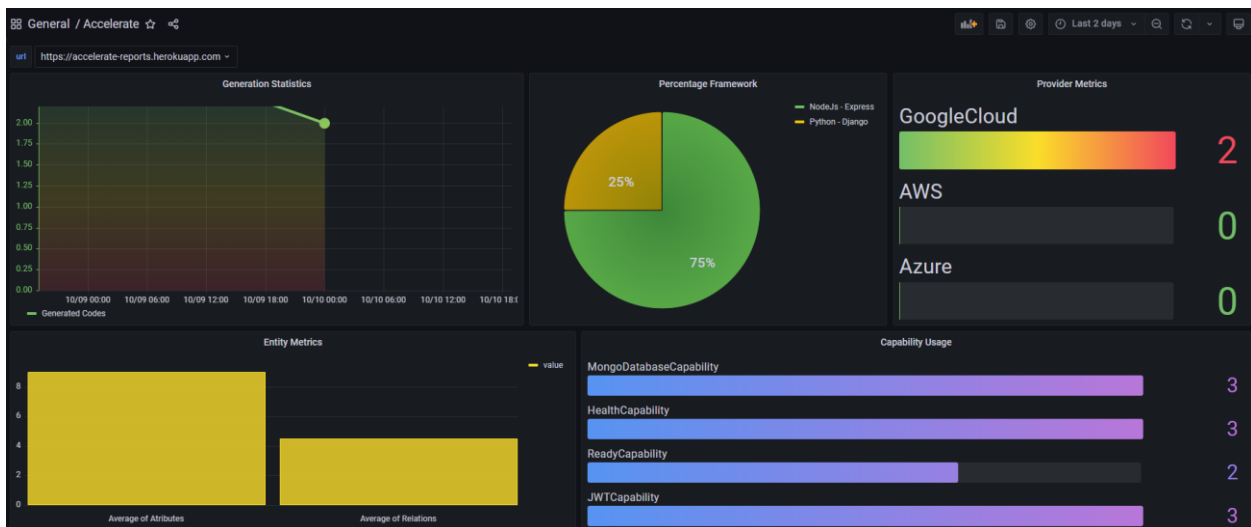 General / Accelerate
Last 2 days
url https://accelerate-reports.herokuapp.com
Generation Statistics
2.00
1.75
1.50
1.25
1.00
0.75
0.50
0.25
0.00
10/09 00:00 10/09 06:00 10/09 12:00 10/09 18:00 10/10 00:00 10/10 06:00 10/10 12:00 10/10 18:0
Generated Codes
Percentage Framework
NodeJs - Express
Python - Django
25%
75%
Provider Metrics
GoogleCloud
2
AWS
0
Azure
0
Entity Metrics
value
8
6
4
2
0
Average of Atributes Average of Relations
Capability Usage
MongoDatabaseCapability
3
HealthCapability
3
ReadyCapability
2
JWTCapability
3